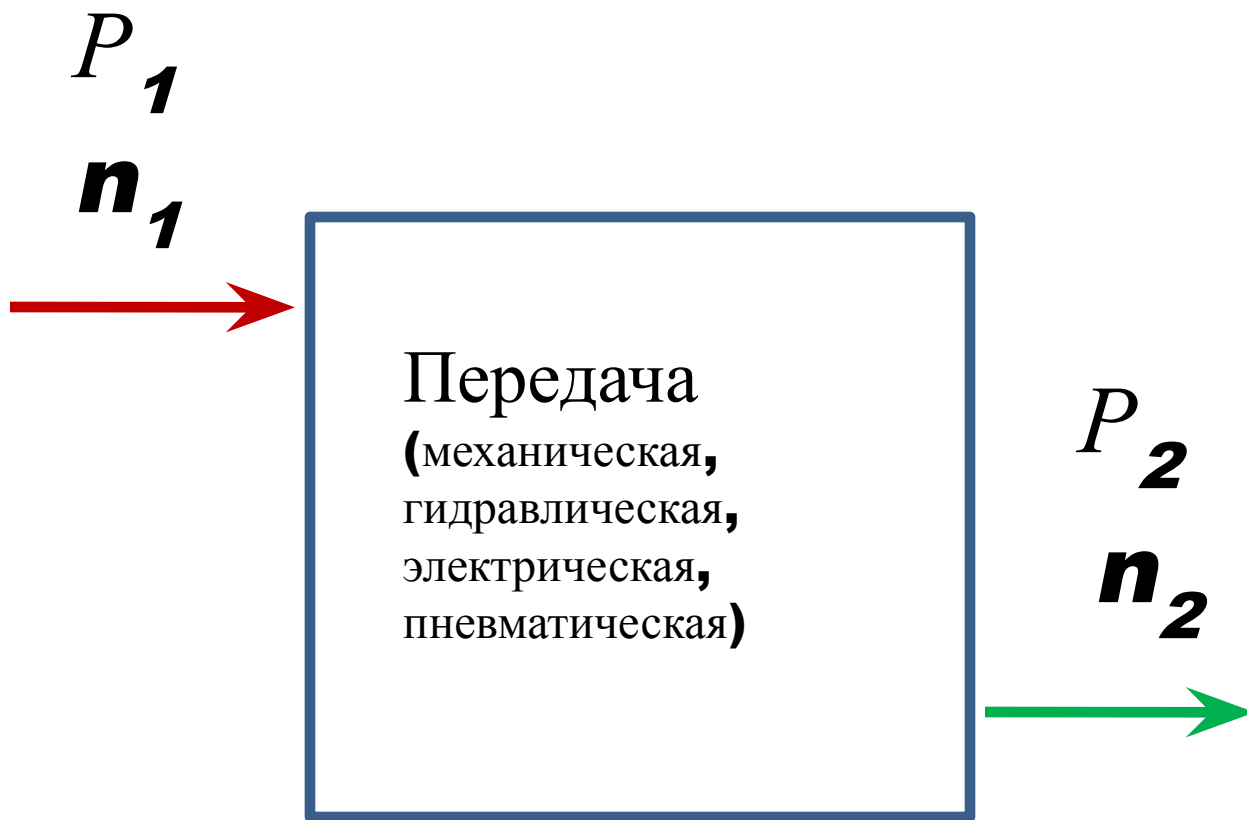 P1
n1
Передача
(механическая,
гидравлическая,
электрическая,
пневматическая)
P2
n2